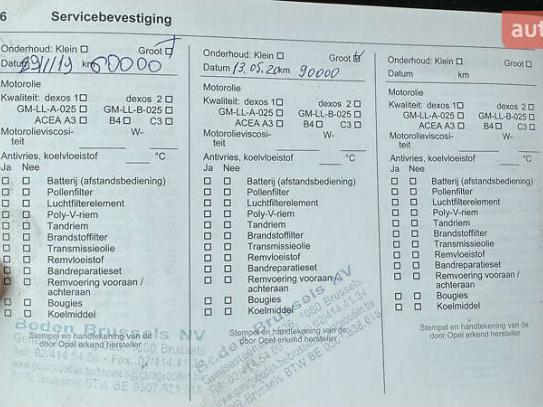 6 Servicebevestiging
aut
Onderhoud: Klein Groot
Datum 29/11/19 km 60000
Motorolie
Kwaliteit: dexos 1 dexos 2
GM-LL-A-025 GM-LL-B-025
ACEA A3 B4 C3
Motorolieviscosi- W-
teit
Antivries, koelvloeistof °C
Ja Nee
Batterij (afstandsbediening)
Pollenfilter
Luchtfilterelement
Poly-V-riem
Tandriem
Brandstoffilter
Transmissieolie
Remvloeistof
Bandreparatieset
Remvoering vooraan /
achteraan
Bougies
Koelmiddel
Boden Brussels NV
Stempel en handtekening van de
door Opel erkend hersteller
Onderhoud: Klein Groot
Datum 13.05.20 km 90000
Motorolie
Kwaliteit: dexos 1 dexos 2
GM-LL-A-025 GM-LL-B-025
ACEA A3 B4 C3
Motorolieviscosi- W-
teit
Antivries, koelvloeistof °C
Ja Nee
Batterij (afstandsbediening)
Pollenfilter
Luchtfilterelement
Poly-V-riem
Tandriem
Brandstoffilter
Transmissieolie
Remvloeistof
Bandreparatieset
Remvoering vooraan /
achteraan
Bougies
Koelmiddel
Boden Brussels NV
Stempel en handtekening van de
door Opel erkend hersteller
Onderhoud: Klein Groot
Datum km
Motorolie
Kwaliteit: dexos 1 dexos 2
GM-LL-A-025 GM-LL-B-025
ACEA A3 B4 C3
Motorolieviscosi- W-
teit
Antivries, koelvloeistof °C
Ja Nee
Batterij (afstandsbediening)
Pollenfilter
Luchtfilterelement
Poly-V-riem
Tandriem
Brandstoffilter
Transmissieolie
Remvloeistof
Bandreparatieset
Remvoering vooraan /
achteraan
Bougies
Koelmiddel
Stempel en handtekening van de
door Opel erkend hersteller